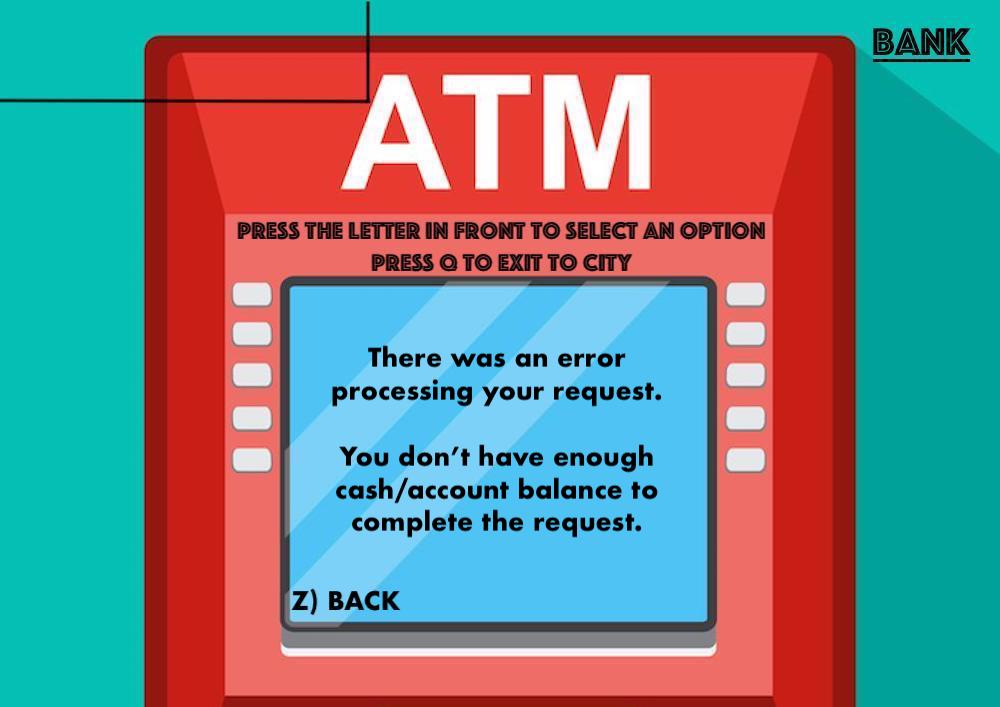 BANK
ATM
PRESS THE LETTER IN FRONT TO SELECT AN OPTION
PRESS Q TO EXIT TO CITY
There was an error
processing your request.
You don't have enough
cash/account balance to
complete the request.
Z) BACK